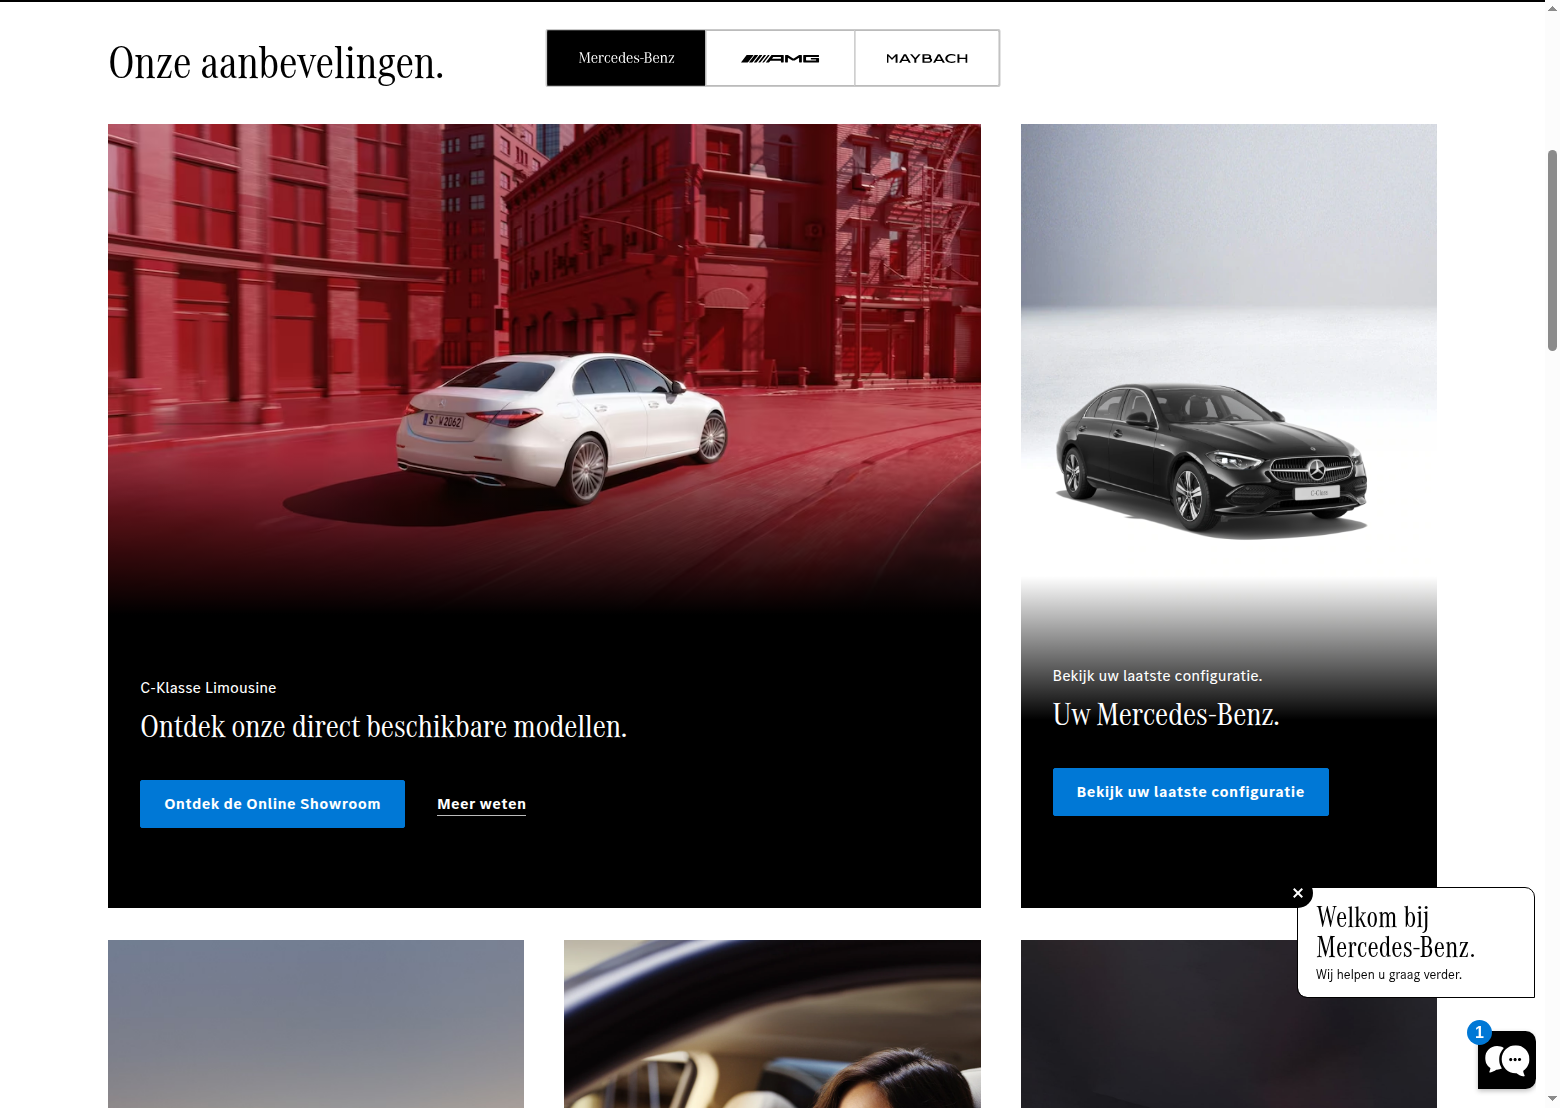 Onze aanbevelingen.
Mercedes-Benz
AMG
MAYBACH
S W 2062
C-Class
C-Klasse Limousine
Ontdek onze direct beschikbare modellen.
Ontdek de Online Showroom
Meer weten
Bekijk uw laatste configuratie.
Uw Mercedes-Benz.
Bekijk uw laatste configuratie
Welkom bij
Mercedes-Benz.
Wij helpen u graag verder.
1